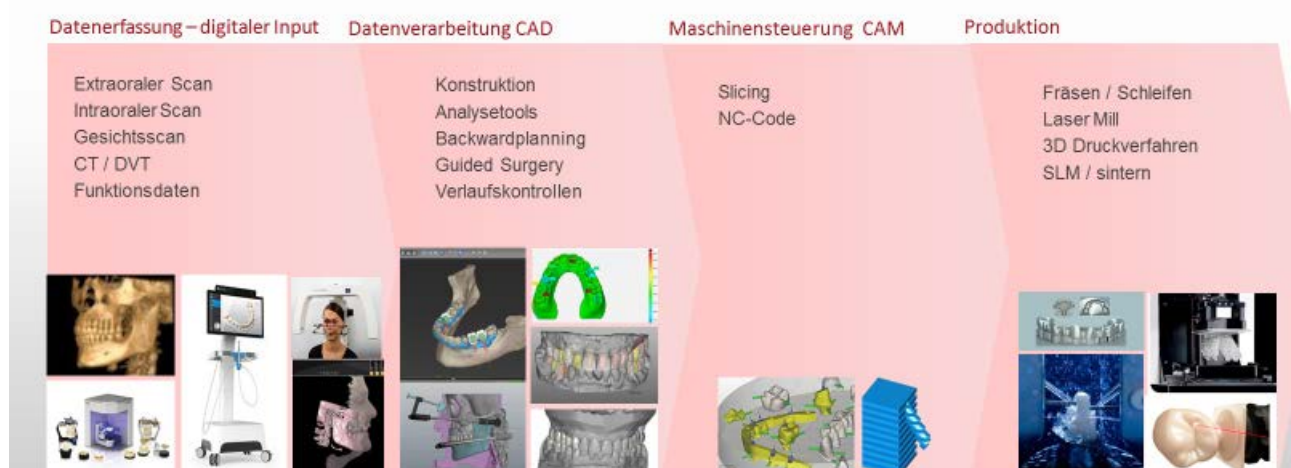 Datenerfassung – digitaler Input
Extraoraler Scan
Intraoraler Scan
Gesichtsscan
CT / DVT
Funktionsdaten
Datenverarbeitung CAD
Konstruktion
Analysetools
Backwardplanning
Guided Surgery
Verlaufskontrollen
Maschinensteuerung CAM
Slicing
NC-Code
Produktion
Fräsen / Schleifen
Laser Mill
3D Druckverfahren
SLM / sintern